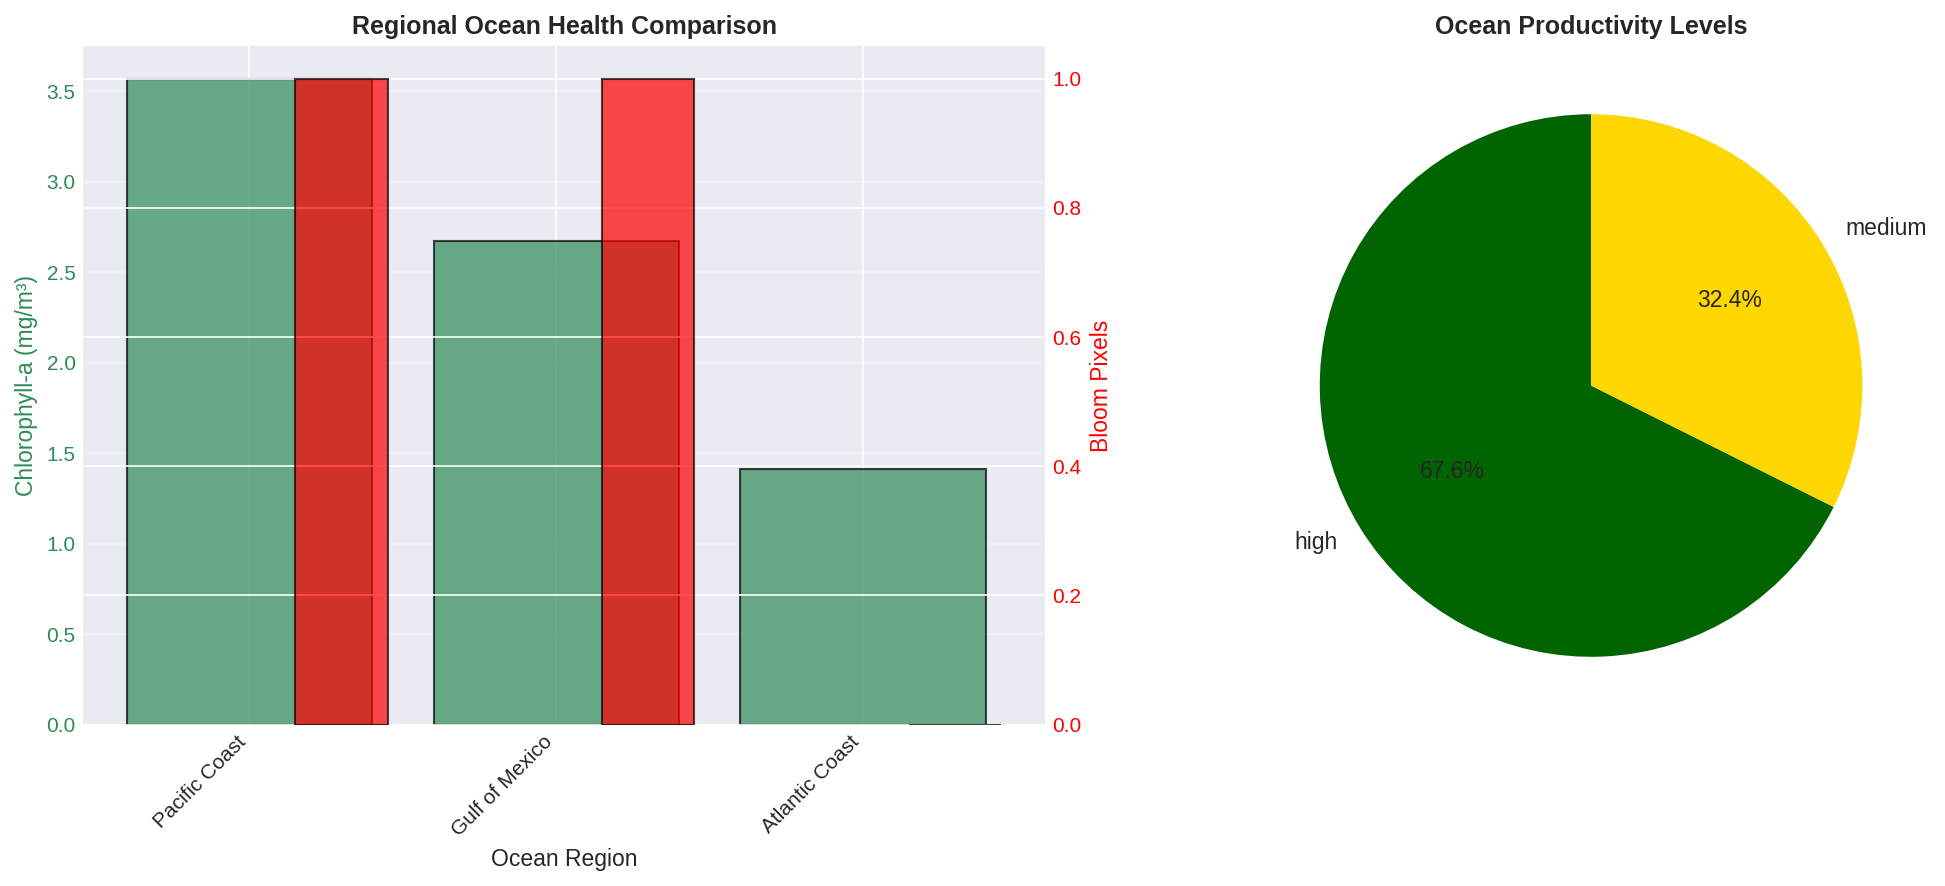 Regional Ocean Health Comparison
Chlorophyll-a (mg/m³)
3.5
3.0
2.5
2.0
1.5
1.0
0.5
0.0
1.0
0.8
0.6
0.4
0.2
0.0
Bloom Pixels
Pacific Coast
Gulf of Mexico
Atlantic Coast
Ocean Region
Ocean Productivity Levels
medium
32.4%
67.6%
high